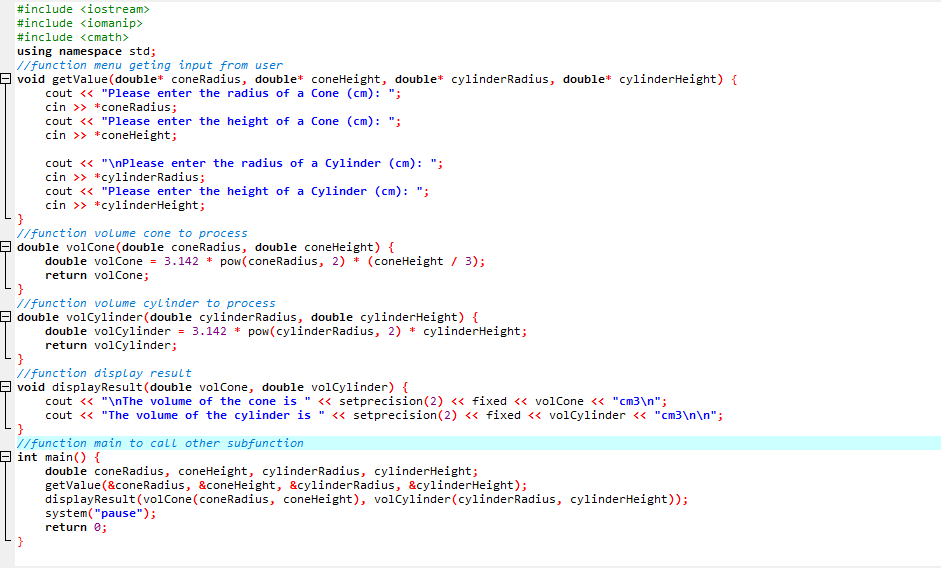 #include <iostream>
#include <iomanip>
#include <cmath>
using namespace std;
//function menu geting input from user
void getValue(double* coneRadius, double* coneHeight, double* cylinderRadius, double* cylinderHeight) {
    cout << "Please enter the radius of a Cone (cm): ";
    cin >> *coneRadius;
    cout << "Please enter the height of a Cone (cm): ";
    cin >> *coneHeight;

    cout << "\nPlease enter the radius of a Cylinder (cm): ";
    cin >> *cylinderRadius;
    cout << "Please enter the height of a Cylinder (cm): ";
    cin >> *cylinderHeight;
}
//function volume cone to process
double volCone(double coneRadius, double coneHeight) {
    double volCone = 3.142 * pow(coneRadius, 2) * (coneHeight / 3);
    return volCone;
}
//function volume cylinder to process
double volCylinder(double cylinderRadius, double cylinderHeight) {
    double volCylinder = 3.142 * pow(cylinderRadius, 2) * cylinderHeight;
    return volCylinder;
}
//function display result
void displayResult(double volCone, double volCylinder) {
    cout << "\nThe volume of the cone is " << setprecision(2) << fixed << volCone << "cm3\n";
    cout << "The volume of the cylinder is " << setprecision(2) << fixed << volCylinder << "cm3\n\n";
}
//function main to call other subfunction
int main() {
    double coneRadius, coneHeight, cylinderRadius, cylinderHeight;
    getValue(&coneRadius, &coneHeight, &cylinderRadius, &cylinderHeight);
    displayResult(volCone(coneRadius, coneHeight), volCylinder(cylinderRadius, cylinderHeight));
    system("pause");
    return 0;
}